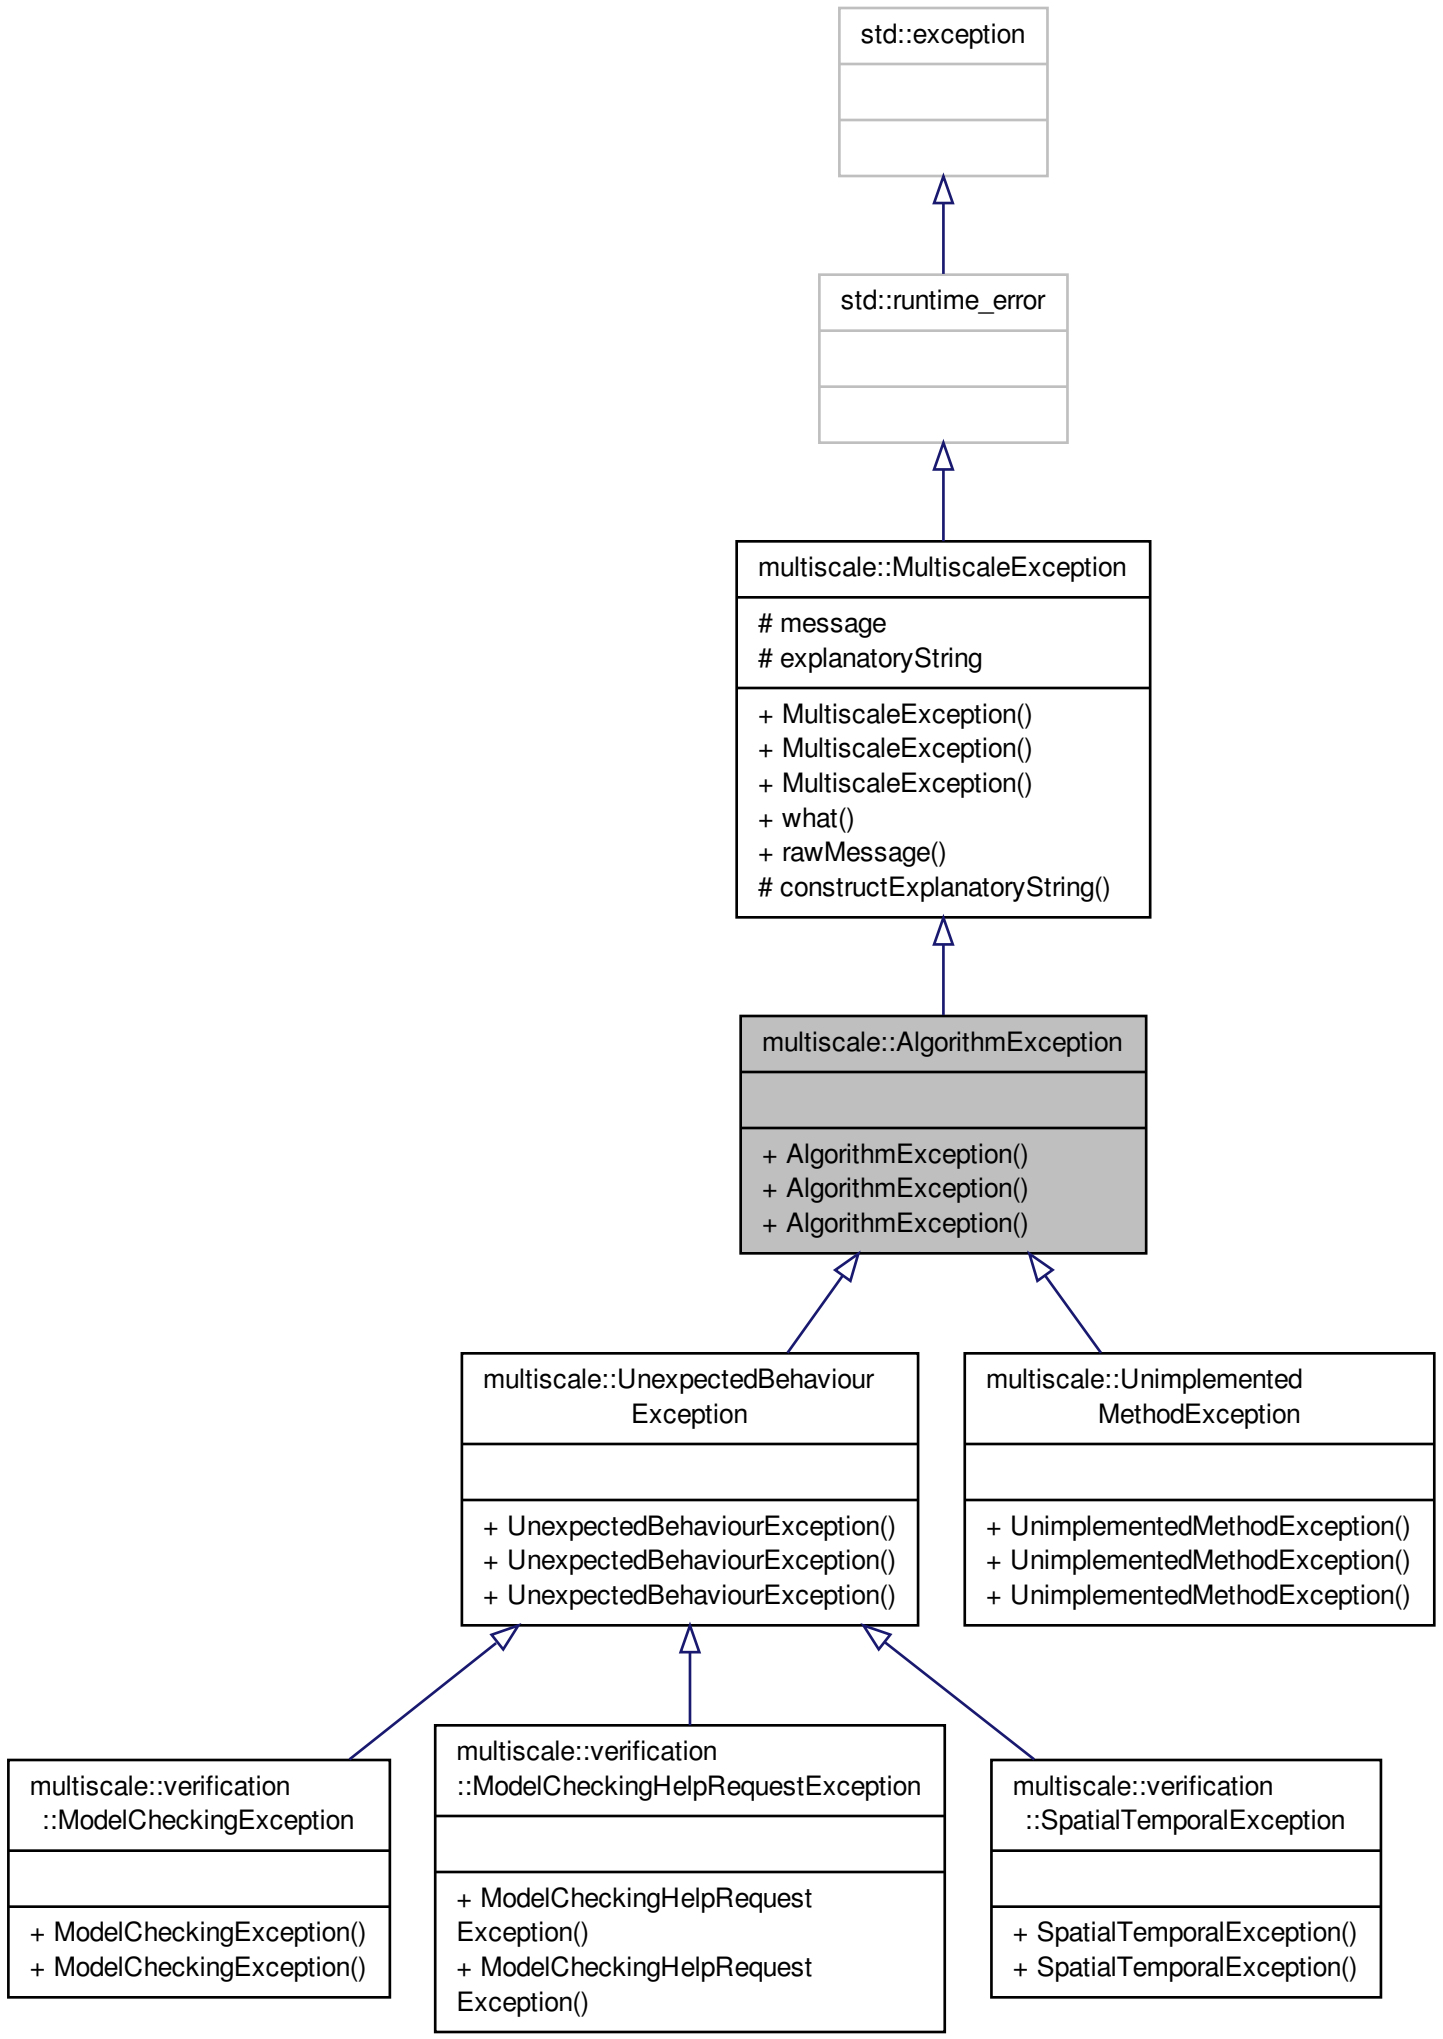 std::exception
std::runtime_error
multiscale::MultiscaleException
# message
# explanatoryString
+ MultiscaleException()
+ MultiscaleException()
+ MultiscaleException()
+ what()
+ rawMessage()
# constructExplanatoryString()
multiscale::AlgorithmException
+ AlgorithmException()
+ AlgorithmException()
+ AlgorithmException()
multiscale::UnexpectedBehaviour
Exception
+ UnexpectedBehaviourException()
+ UnexpectedBehaviourException()
+ UnexpectedBehaviourException()
multiscale::Unimplemented
MethodException
+ UnimplementedMethodException()
+ UnimplementedMethodException()
+ UnimplementedMethodException()
multiscale::verification
::ModelCheckingException
+ ModelCheckingException()
+ ModelCheckingException()
multiscale::verification
::ModelCheckingHelpRequestException
+ ModelCheckingHelpRequest
Exception()
+ ModelCheckingHelpRequest
Exception()
multiscale::verification
::SpatialTemporalException
+ SpatialTemporalException()
+ SpatialTemporalException()